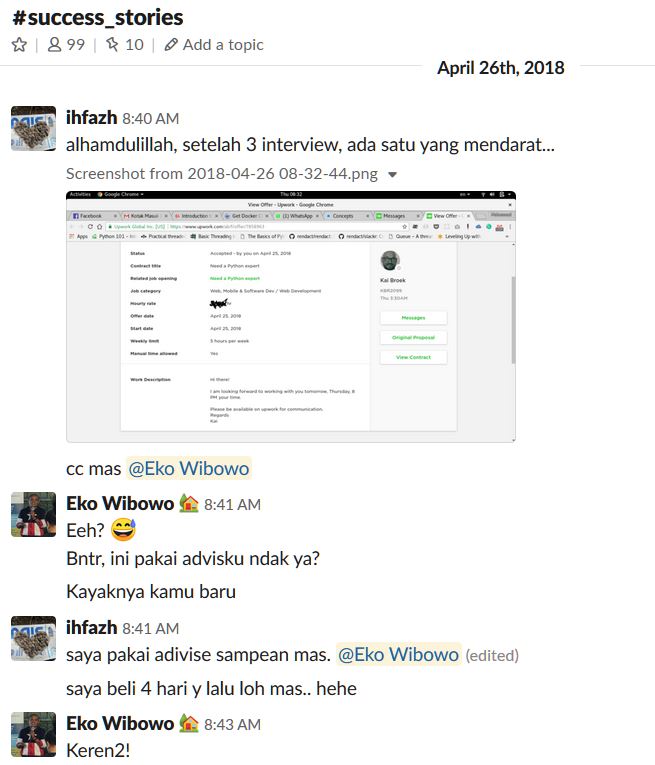 #success_stories
99 | 10 | Add a topic
April 26th, 2018
ihfazh 8:40 AM
alhamdulillah, setelah 3 interview, ada satu yang mendarat...
Screenshot from 2018-04-26 08-32-44.png
Activities Google Chrome Thu 08:32 en
View Offer - Upwork - Google Chrome
Facebook Kotak Masuk Introduction Get Docker (1) WhatsApp Concepts Messages View Offer
Upwork Global Inc. [US] https://www.upwork.com/ab/f/offer/
Apps Python 101 Practical threade Basic Threading The Basics of Py rendact/rendact rendact/slacker Queue - A threa Leveling Up with
Status Accepted - by you on April 25, 2018
Contract title Need a Python expert
Related job opening Need a Python expert
Job category Web, Mobile & Software Dev / Web Development
Hourly rate
Offer date April 25, 2018
Start date April 25, 2018
Weekly limit 5 hours per week
Manual time allowed Yes
Work Description Hi there!
I am looking forward to working with you tomorrow, Thursday, 8
PM your time.
Please be available on upwork for communication.
Regards
Kai
Kai Broek
Thu 3:30AM
Messages
Original Proposal
View Contract
cc mas @Eko Wibowo
Eko Wibowo 8:41 AM
Eeh?
Bntr, ini pakai advisku ndak ya?
Kayaknya kamu baru
ihfazh 8:41 AM
saya pakai adivise sampean mas. @Eko Wibowo (edited)
saya beli 4 hari y lalu loh mas.. hehe
Eko Wibowo 8:43 AM
Keren2!